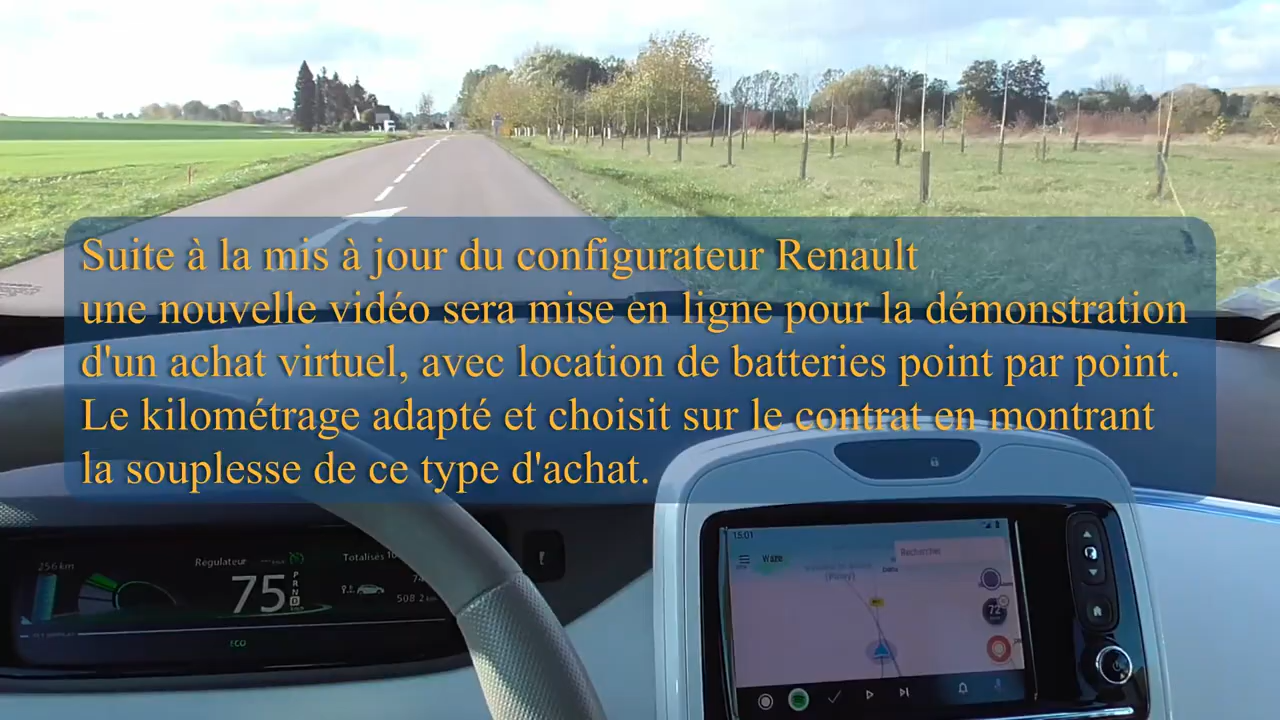 Suite à la mis à jour du configurateur Renault
une nouvelle vidéo sera mise en ligne pour la démonstration
d'un achat virtuel, avec location de batteries point par point.
Le kilométrage adapté et choisit sur le contrat en montrant
la souplesse de ce type d'achat.
15:01
Waze
Rechercher
256 km
Régulateur
Totalisés
75
P
R
N
D
508.2 km
72
ECO